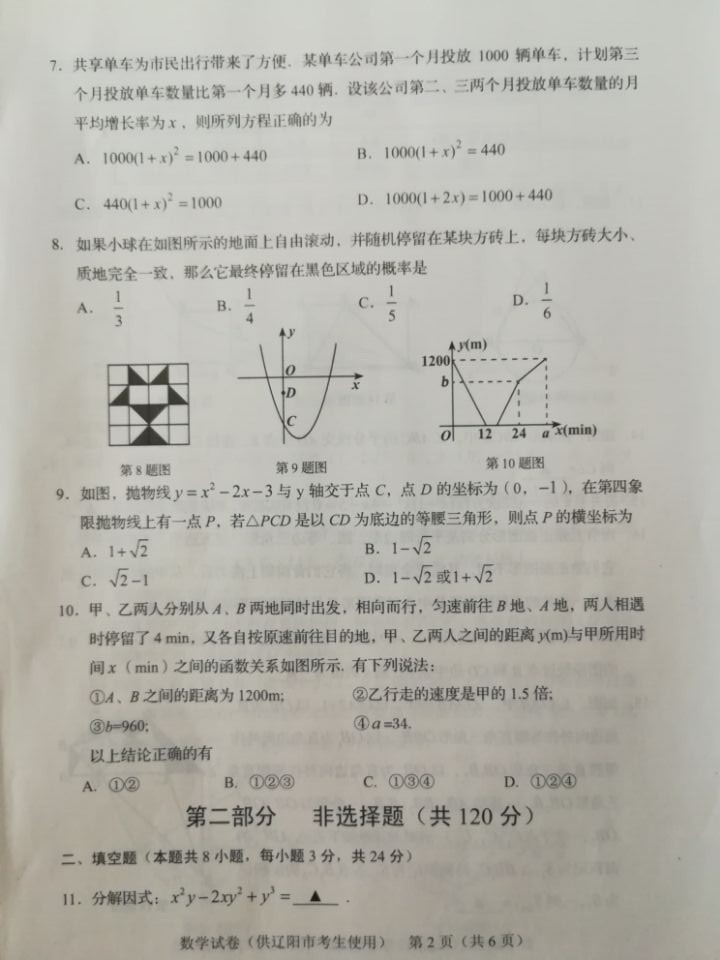 7. 共享单车为市民出行带来了方便. 某单车公司第一个月投放 1000 辆单车，计划第三
个月投放单车数量比第一个月多 440 辆. 设该公司第二、三两个月投放单车数量的月
平均增长率为 x ，则所列方程正确的为
A. 1000(1+x)² =1000+440 B. 1000(1+x)² =440
C. 440(1+x)² =1000 D. 1000(1+2x)=1000+440
8. 如果小球在如图所示的地面上自由滚动，并随机停留在某块方砖上，每块方砖大小、
质地完全一致，那么它最终停留在黑色区域的概率是
A. 1/3 B. 1/4 C. 1/5 D. 1/6
y
O
x
D
C
y(m)
1200
b
O 12 24 a x(min)
第 8 题图 第 9 题图 第 10 题图
9. 如图，抛物线 y = x² −2x−3 与 y 轴交于点 C，点 D 的坐标为（0，−1），在第四象
限抛物线上有一点 P，若△PCD 是以 CD 为底边的等腰三角形，则点 P 的横坐标为
A. 1+√2 B. 1−√2
C. √2−1 D. 1−√2 或1+√2
10. 甲、乙两人分别从 A、B 两地同时出发，相向而行，匀速前往 B 地、A 地，两人相遇
时停留了 4 min，又各自按原速前往目的地，甲、乙两人之间的距离 y(m)与甲所用时
间 x（min）之间的函数关系如图所示. 有下列说法：
①A、B 之间的距离为 1200m; ②乙行走的速度是甲的 1.5 倍;
③b=960; ④ a =34.
以上结论正确的有
A. ①② B. ①②③ C. ①③④ D. ①②④
第二部分 非选择题（共 120 分）
二、填空题（本题共 8 小题，每小题 3 分，共 24 分）
11. 分解因式：x²y−2xy² + y³ = ▲ .
数学试卷（供辽阳市考生使用） 第 2 页（共 6 页）